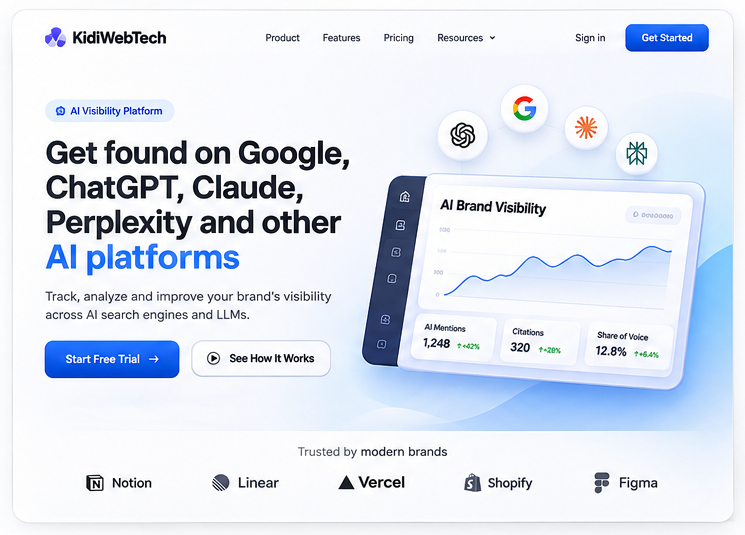 KidiWebTech
Product Features Pricing Resources
Sign in Get Started
AI Visibility Platform
Get found on Google,
ChatGPT, Claude,
Perplexity and other
AI platforms
Track, analyze and improve your brand's visibility
across AI search engines and LLMs.
Start Free Trial →
See How It Works
AI Brand Visibility
0
AI Mentions
1,248 ↑+42%
Citations
320 ↑+28%
Share of Voice
12.8% ↑+6.4%
Trusted by modern brands
Notion Linear Vercel Shopify Figma